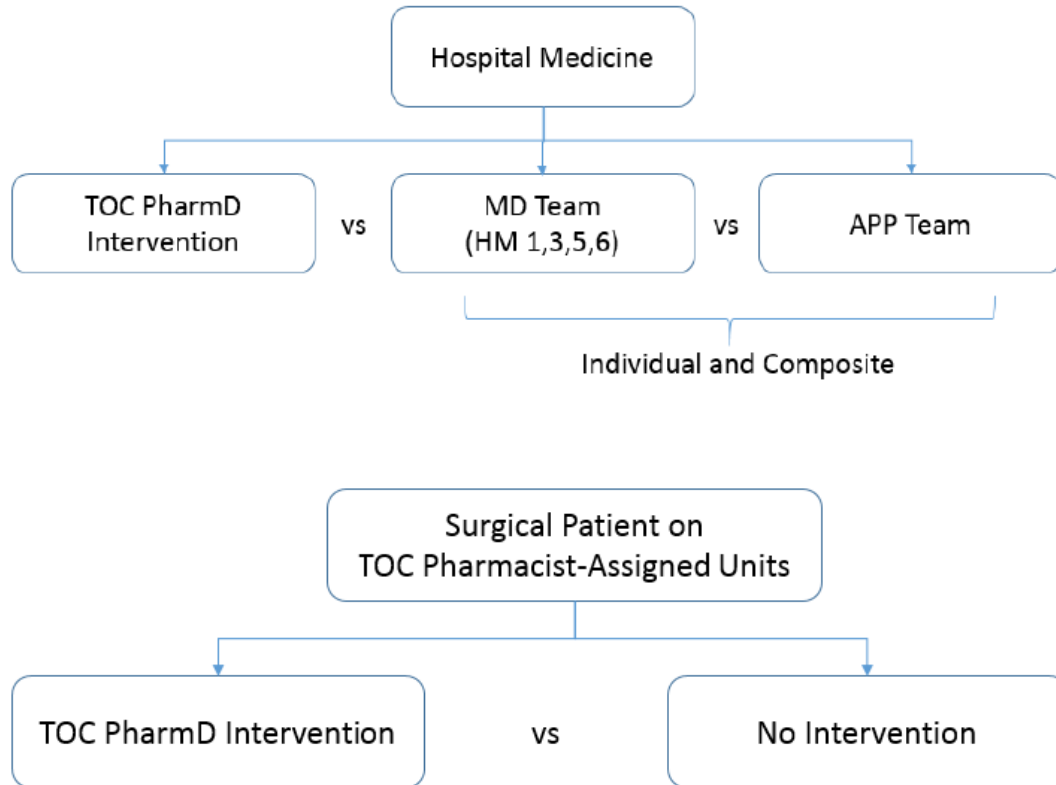 Hospital Medicine
TOC PharmD
Intervention
vs
MD Team
(HM 1,3,5,6)
vs
APP Team
Individual and Composite
Surgical Patient on
TOC Pharmacist-Assigned Units
TOC PharmD Intervention
vs
No Intervention